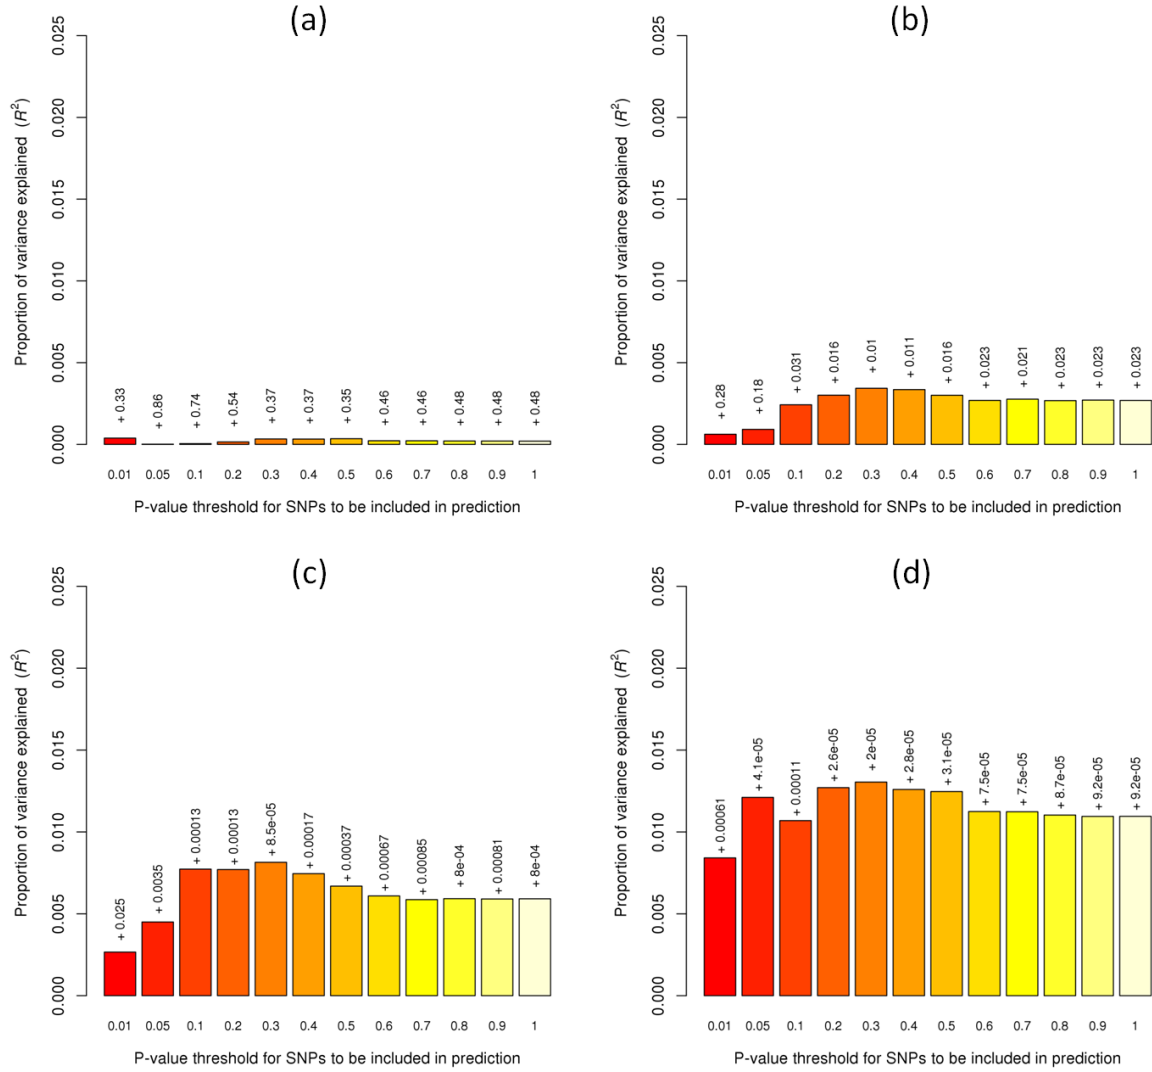 (a)
Proportion of variance explained (R²)
0.025
0.020
0.015
0.010
0.005
0.000
+ 0.33
+ 0.86
+ 0.74
+ 0.54
+ 0.37
+ 0.37
+ 0.35
+ 0.46
+ 0.46
+ 0.48
+ 0.48
+ 0.48
0.01 0.05 0.1 0.2 0.3 0.4 0.5 0.6 0.7 0.8 0.9 1
P-value threshold for SNPs to be included in prediction
(b)
Proportion of variance explained (R²)
0.025
0.020
0.015
0.010
0.005
0.000
+ 0.28
+ 0.18
+ 0.031
+ 0.016
+ 0.01
+ 0.011
+ 0.016
+ 0.023
+ 0.021
+ 0.023
+ 0.023
+ 0.023
0.01 0.05 0.1 0.2 0.3 0.4 0.5 0.6 0.7 0.8 0.9 1
P-value threshold for SNPs to be included in prediction
(c)
Proportion of variance explained (R²)
0.025
0.020
0.015
0.010
0.005
0.000
+ 0.025
+ 0.0035
+ 0.00013
+ 0.00013
+ 8.5e-05
+ 0.00017
+ 0.00037
+ 0.00067
+ 0.00085
+ 8e-04
+ 0.00081
+ 8e-04
0.01 0.05 0.1 0.2 0.3 0.4 0.5 0.6 0.7 0.8 0.9 1
P-value threshold for SNPs to be included in prediction
(d)
Proportion of variance explained (R²)
0.025
0.020
0.015
0.010
0.005
0.000
+ 0.00061
+ 4.1e-05
+ 0.00011
+ 2.6e-05
+ 2e-05
+ 2.8e-05
+ 3.1e-05
+ 7.5e-05
+ 7.5e-05
+ 8.7e-05
+ 9.2e-05
+ 9.2e-05
0.01 0.05 0.1 0.2 0.3 0.4 0.5 0.6 0.7 0.8 0.9 1
P-value threshold for SNPs to be included in prediction